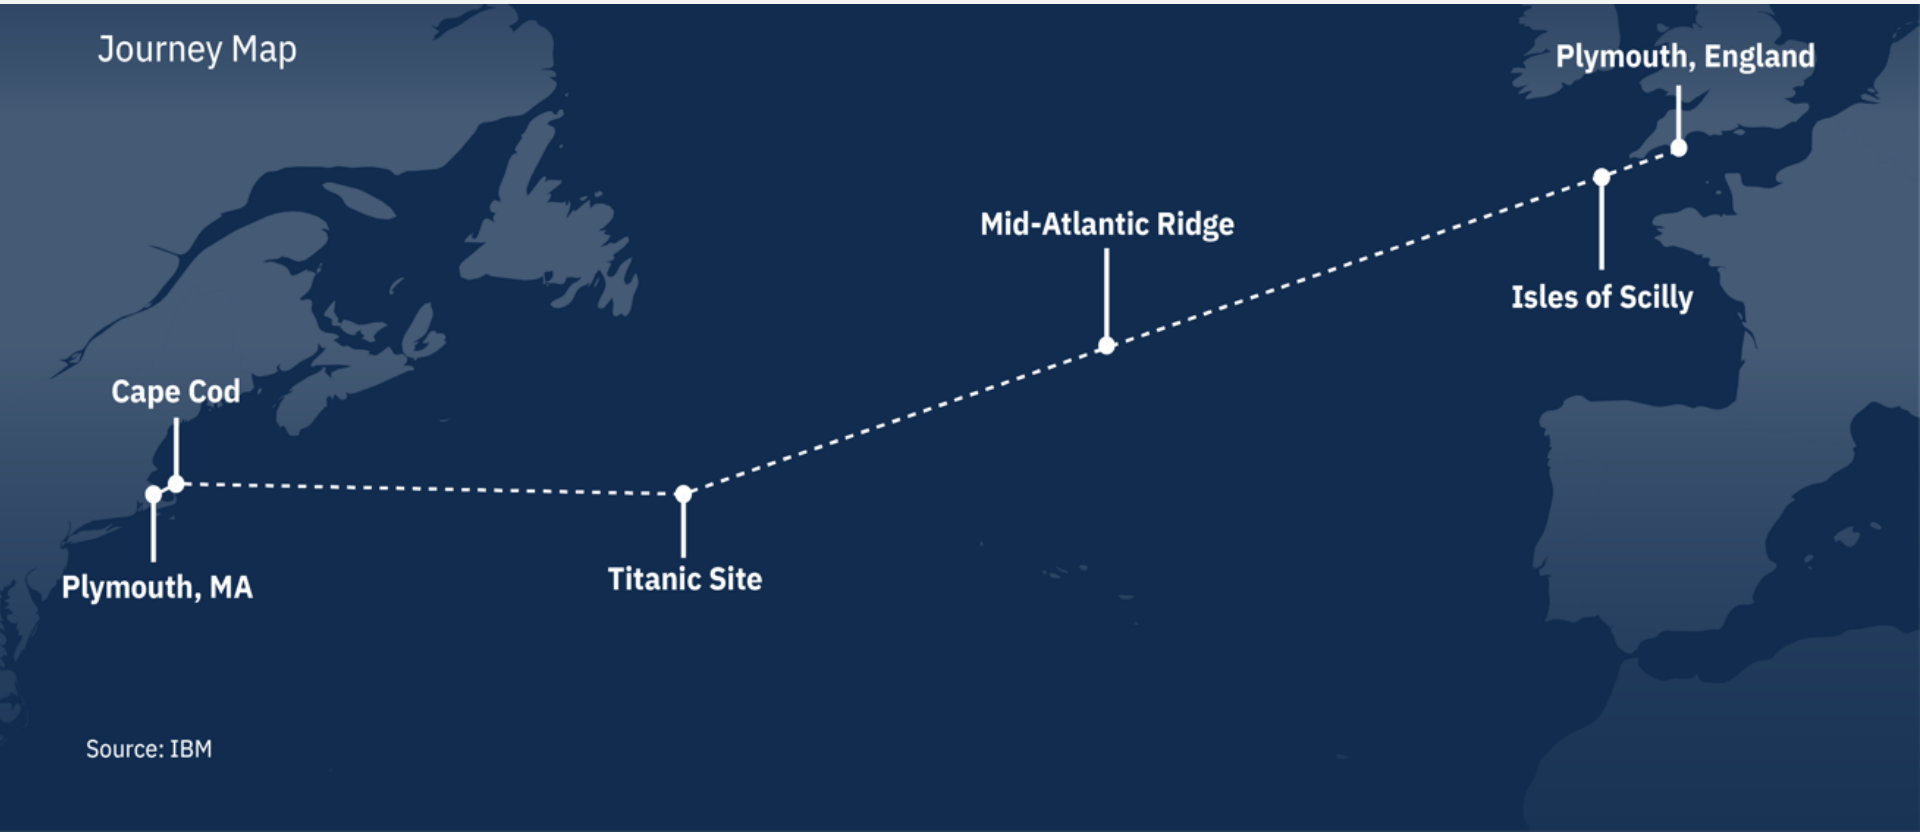 Journey Map
Plymouth, England
Mid-Atlantic Ridge
Isles of Scilly
Cape Cod
Titanic Site
Plymouth, MA
Source: IBM